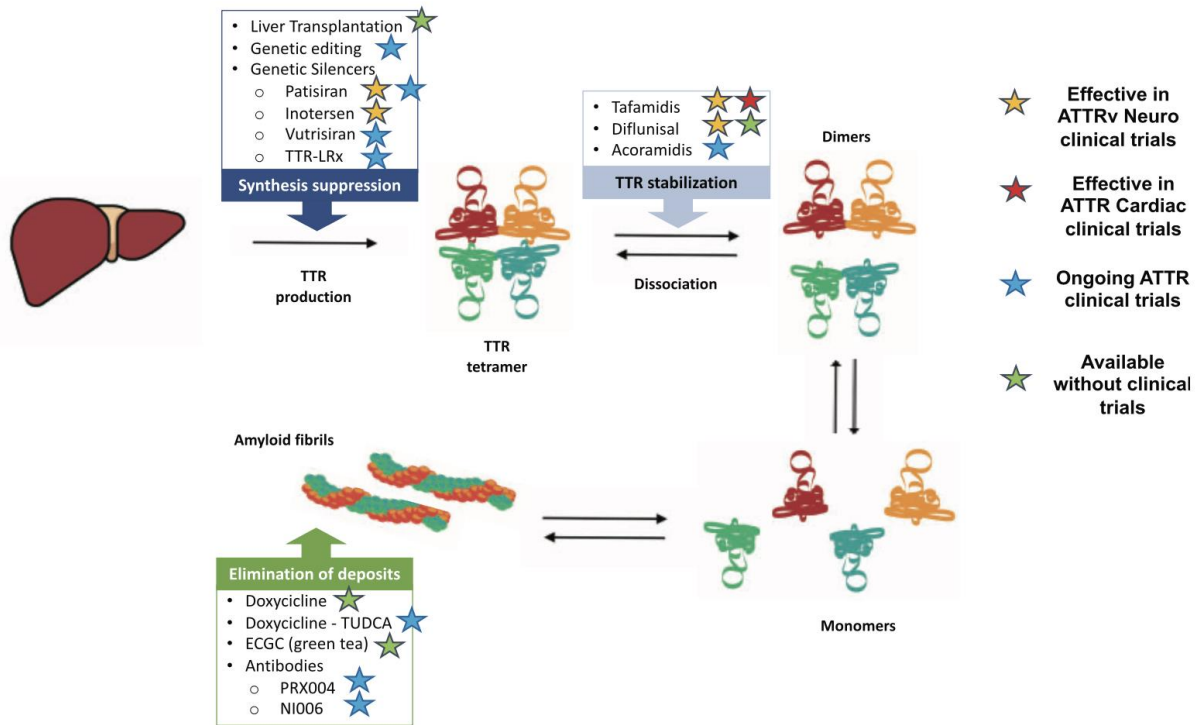 • Liver Transplantation
• Genetic editing
• Genetic Silencers
o Patisiran
o Inotersen
o Vutrisiran
o TTR-LRx
Synthesis suppression
TTR
production
TTR
tetramer
• Tafamidis
• Diflunisal
• Acoramidis
TTR stabilization
Dissociation
Dimers
Effective in
ATTRv Neuro
clinical trials
Effective in
ATTR Cardiac
clinical trials
Ongoing ATTR
clinical trials
Available
without clinical
trials
Monomers
Amyloid fibrils
Elimination of deposits
• Doxycicline
• Doxycicline - TUDCA
• ECGC (green tea)
• Antibodies
o PRX004
o NI006